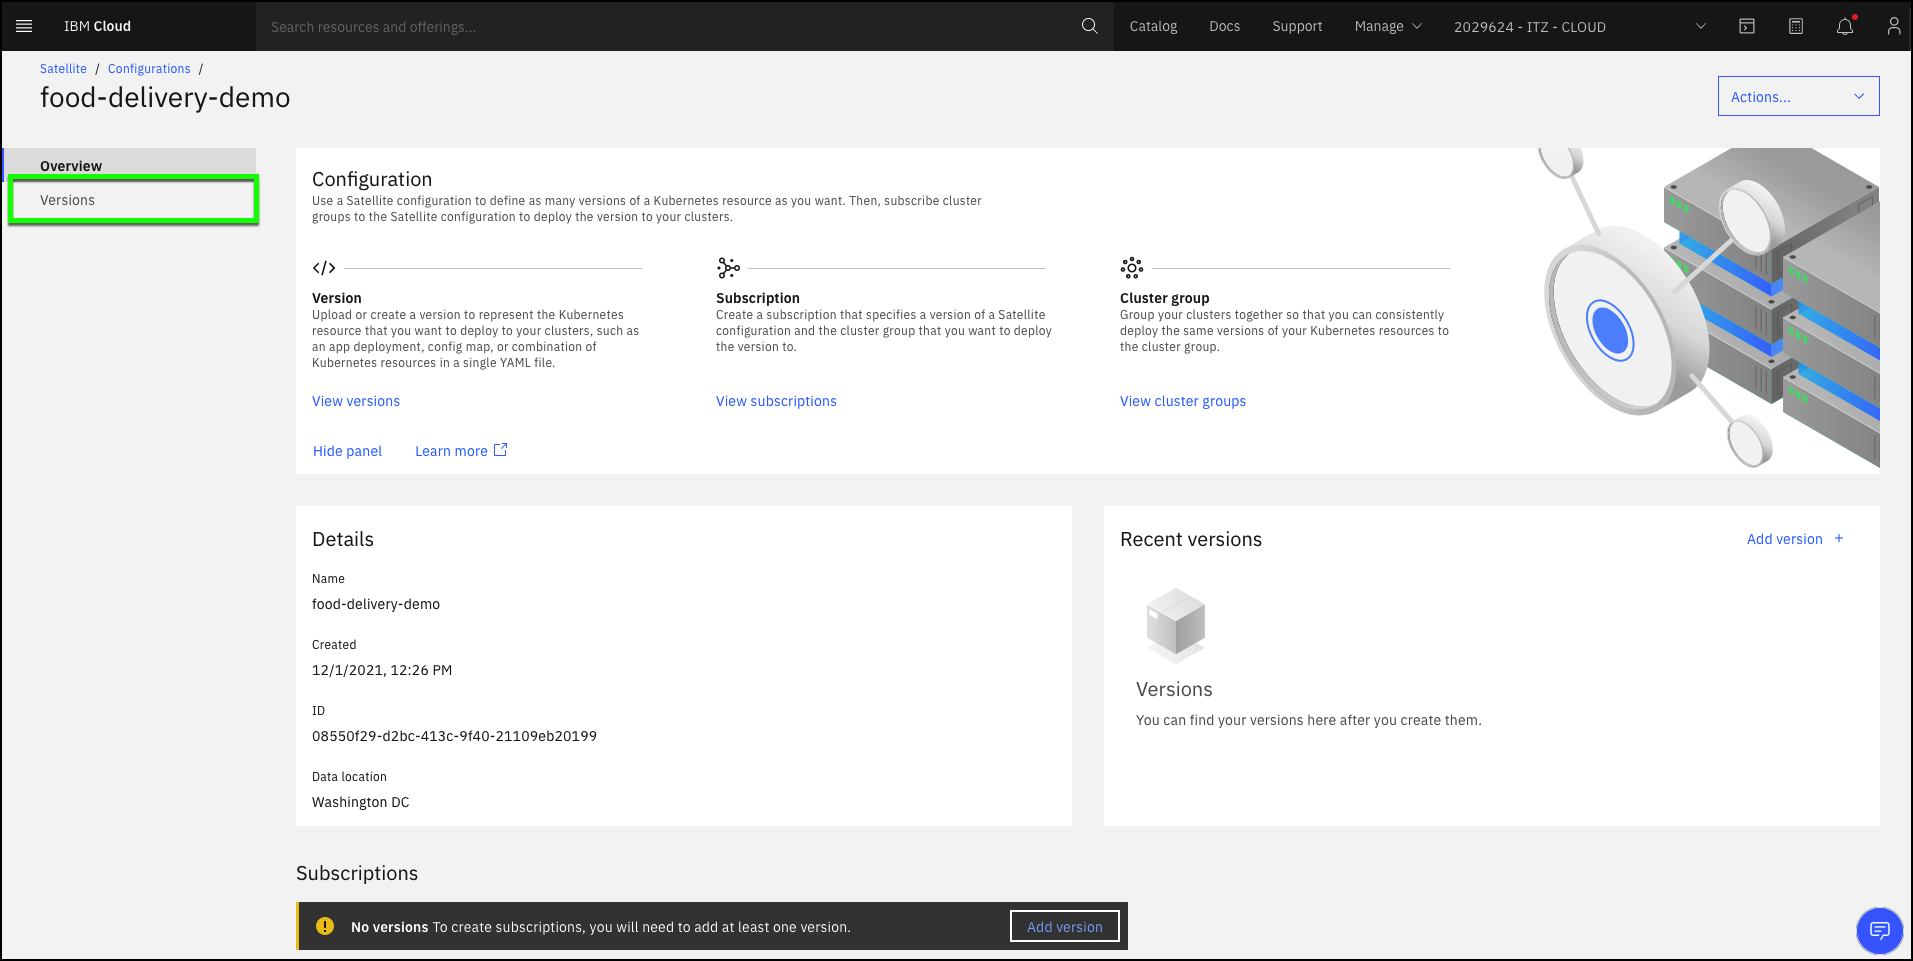 IBM Cloud
Search resources and offerings...
Catalog
Docs
Support
Manage
2029624 - ITZ - CLOUD
Satellite / Configurations /
food-delivery-demo
Actions...
Overview
Versions
Configuration
Use a Satellite configuration to define as many versions of a Kubernetes resource as you want. Then, subscribe cluster
groups to the Satellite configuration to deploy the version to your clusters.
Version
Upload or create a version to represent the Kubernetes
resource that you want to deploy to your clusters, such as
an app deployment, config map, or combination of
Kubernetes resources in a single YAML file.
View versions
Subscription
Create a subscription that specifies a version of a Satellite
configuration and the cluster group that you want to deploy
the version to.
View subscriptions
Cluster group
Group your clusters together so that you can consistently
deploy the same versions of your Kubernetes resources to
the cluster group.
View cluster groups
Hide panel
Learn more
Details
Name
food-delivery-demo
Created
12/1/2021, 12:26 PM
ID
08550f29-d2bc-413c-9f40-21109eb20199
Data location
Washington DC
Recent versions
Add version +
Versions
You can find your versions here after you create them.
Subscriptions
No versions To create subscriptions, you will need to add at least one version.
Add version